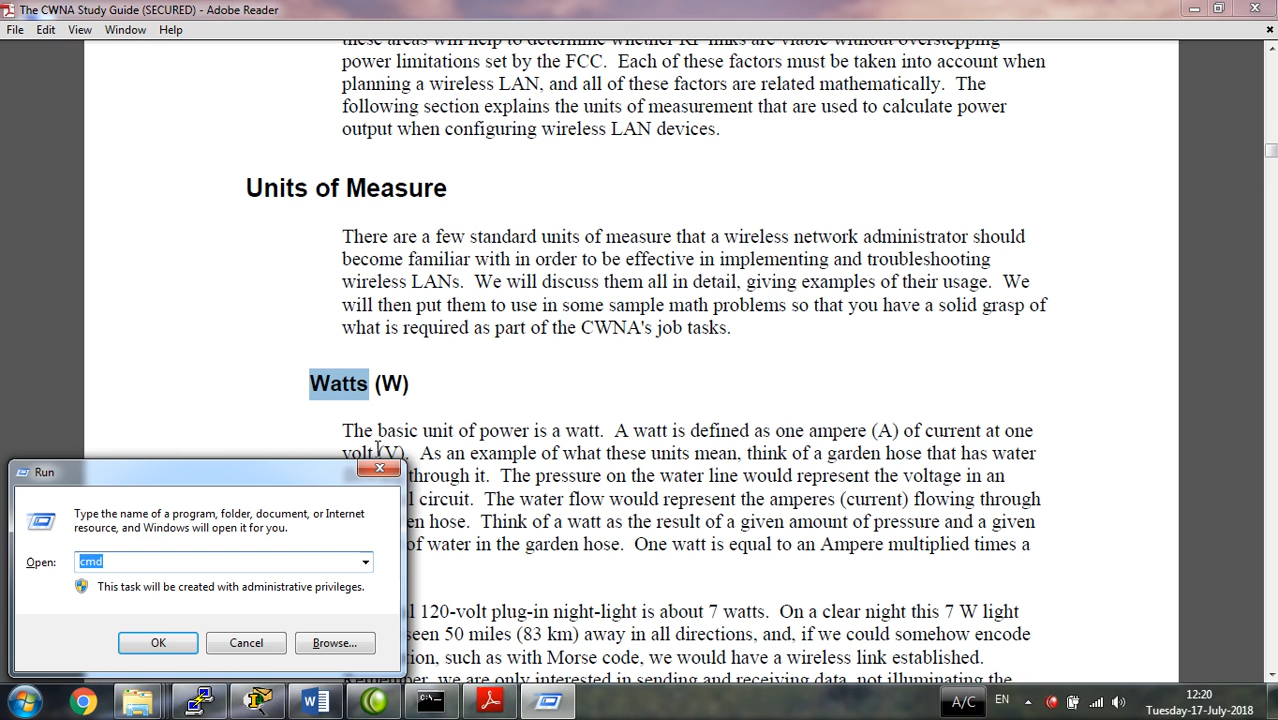 The CWNA Study Guide (SECURED) - Adobe Reader
File Edit View Window Help
power limitations set by the FCC. Each of these factors must be taken into account when
planning a wireless LAN, and all of these factors are related mathematically. The
following section explains the units of measurement that are used to calculate power
output when configuring wireless LAN devices.
Units of Measure
There are a few standard units of measure that a wireless network administrator should
become familiar with in order to be effective in implementing and troubleshooting
wireless LANs. We will discuss them all in detail, giving examples of their usage. We
will then put them to use in some sample math problems so that you have a solid grasp of
what is required as part of the CWNA's job tasks.
Watts (W)
The basic unit of power is a watt. A watt is defined as one ampere (A) of current at one
volt (V). As an example of what these units mean, think of a garden hose that has water
through it. The pressure on the water line would represent the voltage in an
circuit. The water flow would represent the amperes (current) flowing through
hose. Think of a watt as the result of a given amount of pressure and a given
of water in the garden hose. One watt is equal to an Ampere multiplied times a
120-volt plug-in night-light is about 7 watts. On a clear night this 7 W light
seen 50 miles (83 km) away in all directions, and, if we could somehow encode
such as with Morse code, we would have a wireless link established.
Remember, we are only interested in sending and receiving data, not illuminating the
Run
Type the name of a program, folder, document, or Internet
resource, and Windows will open it for you.
Open: cmd
This task will be created with administrative privileges.
OK Cancel Browse...
A/C EN 12:20
Tuesday-17-July-2018